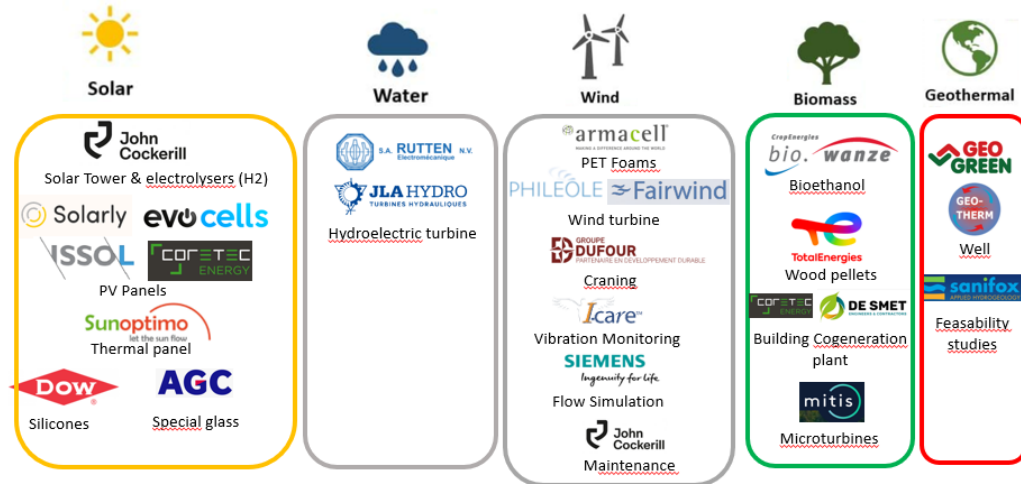 Solar
John
Cockerill
Solar Tower & electrolysers (H2)
Solarly
evocells
ISSOL
CORETEC
ENERGY
PV Panels
Sunoptimo
let the sun flow
Thermal panel
DOW
Silicones
AGC
Special glass
Water
S.A. RUTTEN N.V.
Electromécanique
JLA HYDRO
TURBINES HYDRAULIQUES
Hydroelectric turbine
Wind
armacell
MAKING A DIFFERENCE AROUND THE WORLD
PET Foams
PHILEÔLE
Fairwind
Wind turbine
GROUPE
DUFOUR
PARTENAIRE EN DÉVELOPPEMENT DURABLE
Craning
I-care™
Vibration Monitoring
SIEMENS
Ingenuity for life
Flow Simulation
John
Cockerill
Maintenance
Biomass
CropEnergies
bio. wanze
Bioethanol
TotalEnergies
Wood pellets
CORETEC
ENERGY
DE SMET
ENGINEERS & CONTRACTORS
Building Cogeneration
plant
mitis
Microturbines
Geothermal
GEO
GREEN
GEO-
THERM
Well
sanifox
APPLIED HYDROGEOLOGY
Feasability
studies